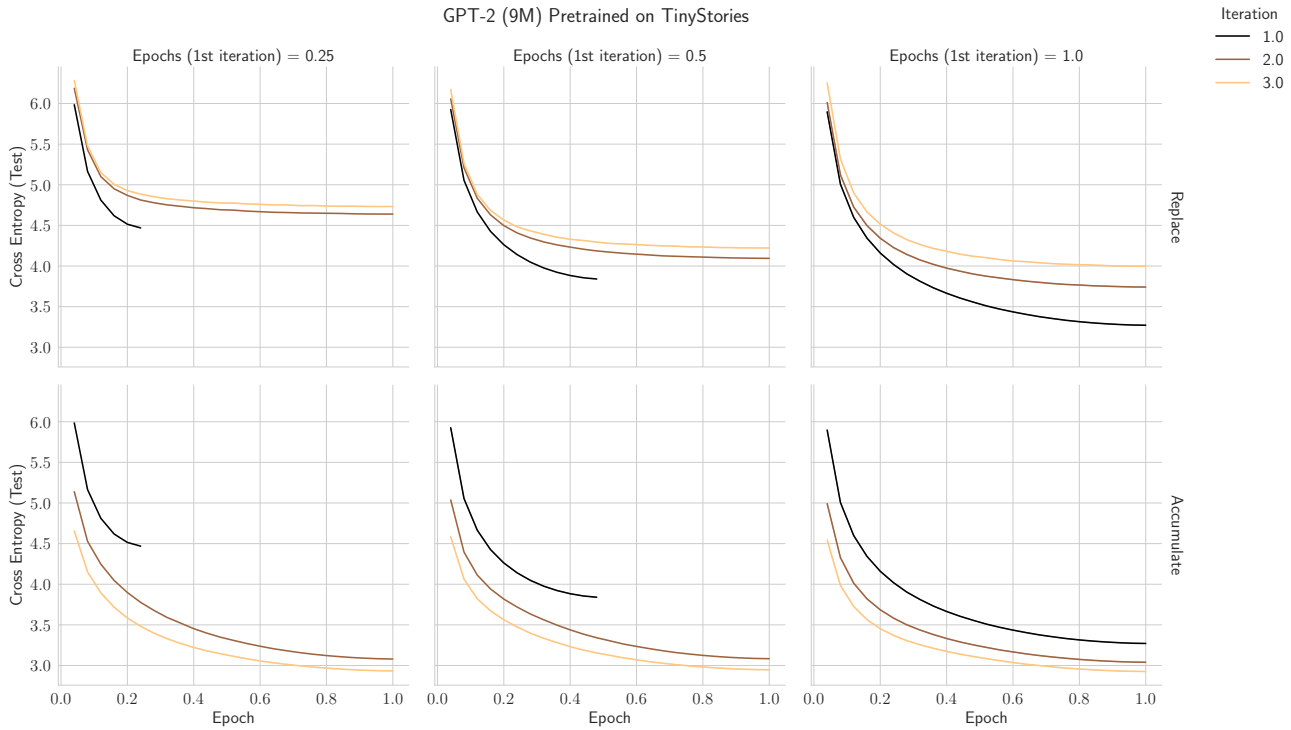 GPT-2 (9M) Pretrained on TinyStories
Iteration
1.0
2.0
3.0
Epochs (1st iteration) = 0.25
Epochs (1st iteration) = 0.5
Epochs (1st iteration) = 1.0
Cross Entropy (Test)
6.0
5.5
5.0
4.5
4.0
3.5
3.0
Replace
Cross Entropy (Test)
6.0
5.5
5.0
4.5
4.0
3.5
3.0
Accumulate
0.0 0.2 0.4 0.6 0.8 1.0
0.0 0.2 0.4 0.6 0.8 1.0
0.0 0.2 0.4 0.6 0.8 1.0
Epoch
Epoch
Epoch